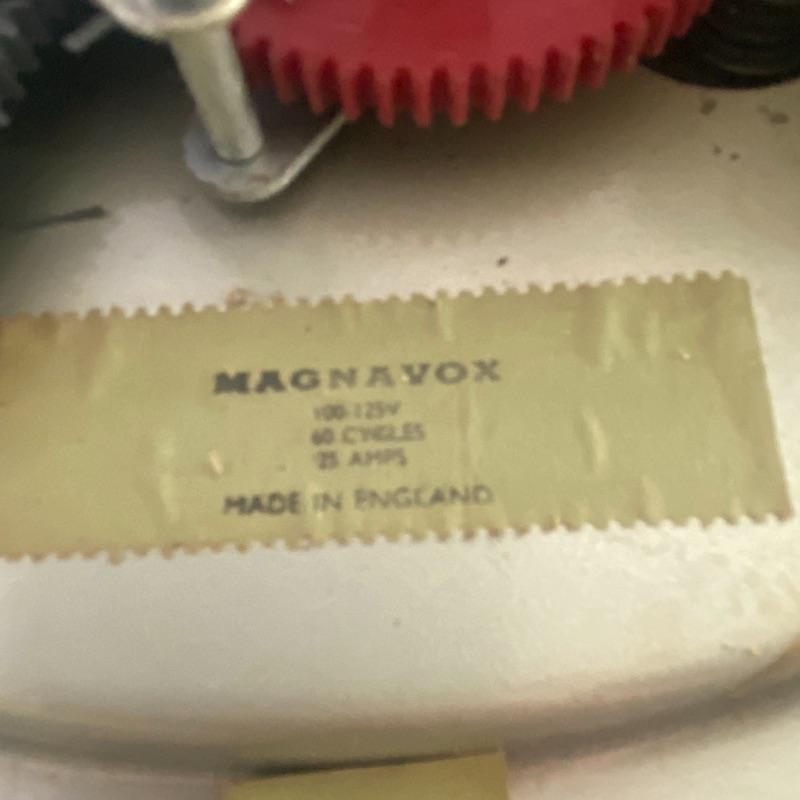 MAGNAVOX
100-125V
60 CYCLES
25 AMPS
MADE IN ENGLAND